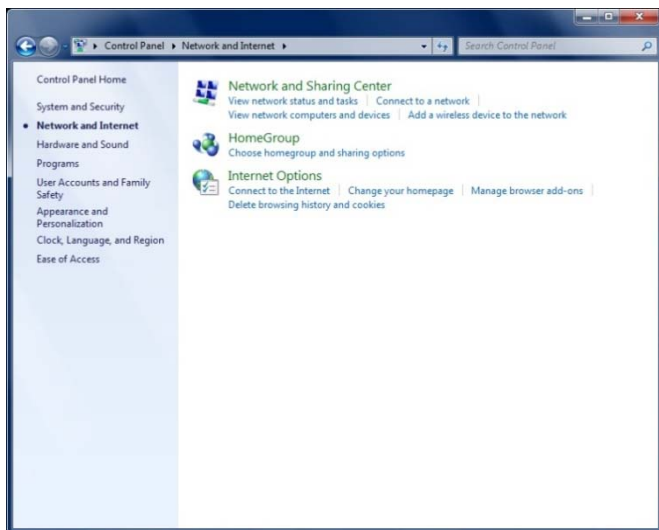 Control Panel ▸ Network and Internet ▸
Search Control Panel
Control Panel Home
System and Security
Network and Internet
Hardware and Sound
Programs
User Accounts and Family
Safety
Appearance and
Personalization
Clock, Language, and Region
Ease of Access
Network and Sharing Center
View network status and tasks | Connect to a network |
View network computers and devices | Add a wireless device to the network
HomeGroup
Choose homegroup and sharing options
Internet Options
Connect to the Internet | Change your homepage | Manage browser add-ons |
Delete browsing history and cookies